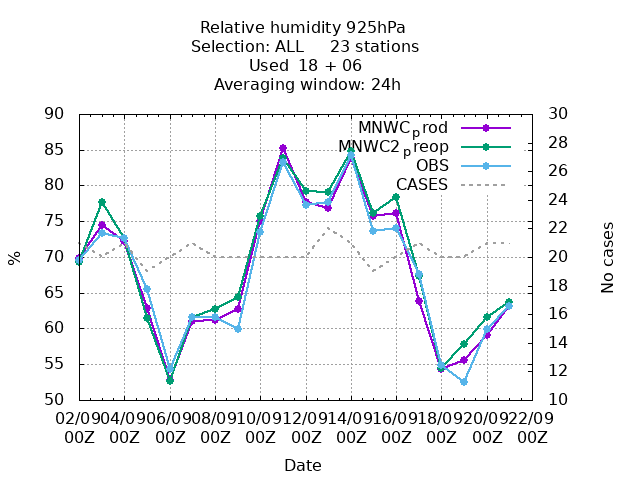 Relative humidity 925hPa
Selection: ALL 23 stations
Used 18 + 06
Averaging window: 24h
90
85
80
75
70
65
60
55
50
%
30
28
26
24
22
20
18
16
14
12
10
No cases
MNWCprod
MNWC2preop
OBS
CASES
02/09 04/09 06/09 08/09 10/09 12/09 14/09 16/09 18/09 20/09 22/09
00Z 00Z 00Z 00Z 00Z 00Z 00Z 00Z 00Z 00Z 00Z
Date